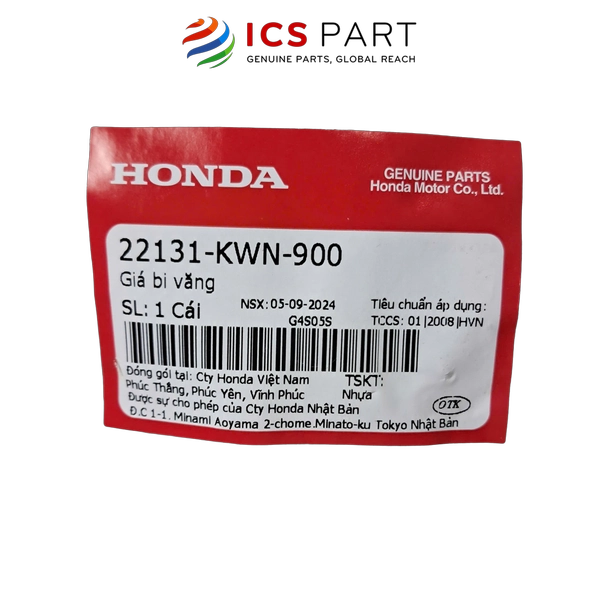 ICS PART
GENUINE PARTS, GLOBAL REACH
HONDA
GENUINE PARTS
Honda Motor Co., Ltd.
22131-KWN-900
Giá bi văng
SL: 1 Cái
NSX: 05-09-2024
Tiêu chuẩn áp dụng:
G4S05S
TCCS: 01|2008|HVN
Đóng gói tại: Cty Honda Việt Nam
TSKT:
Phúc Thắng, Phúc Yên, Vĩnh Phúc
Nhựa
Được sự cho phép của Cty Honda Nhật Bản
Đ.C 1-1. Minami Aoyama 2-chome.Minato-ku Tokyo Nhật Bản
OTK